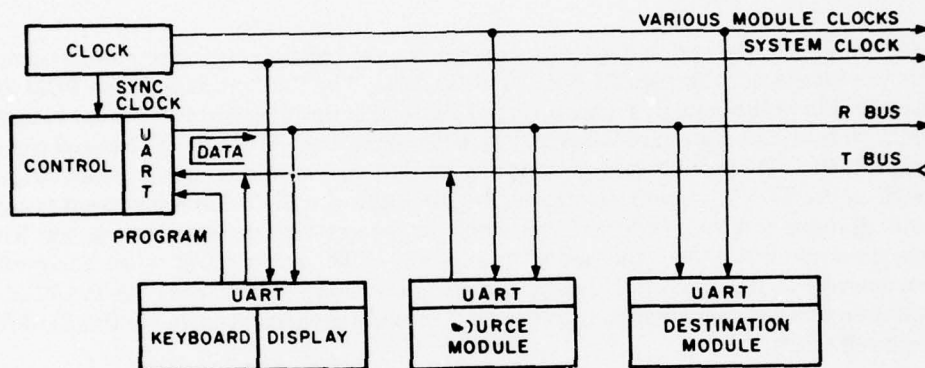 VARIOUS MODULE CLOCKS
CLOCK
SYSTEM CLOCK
SYNC
CLOCK
R BUS
UART
DATA
CONTROL
T BUS
PROGRAM
UART
UART
UART
KEYBOARD
DISPLAY
MODULE
DESTINATION
MODULE